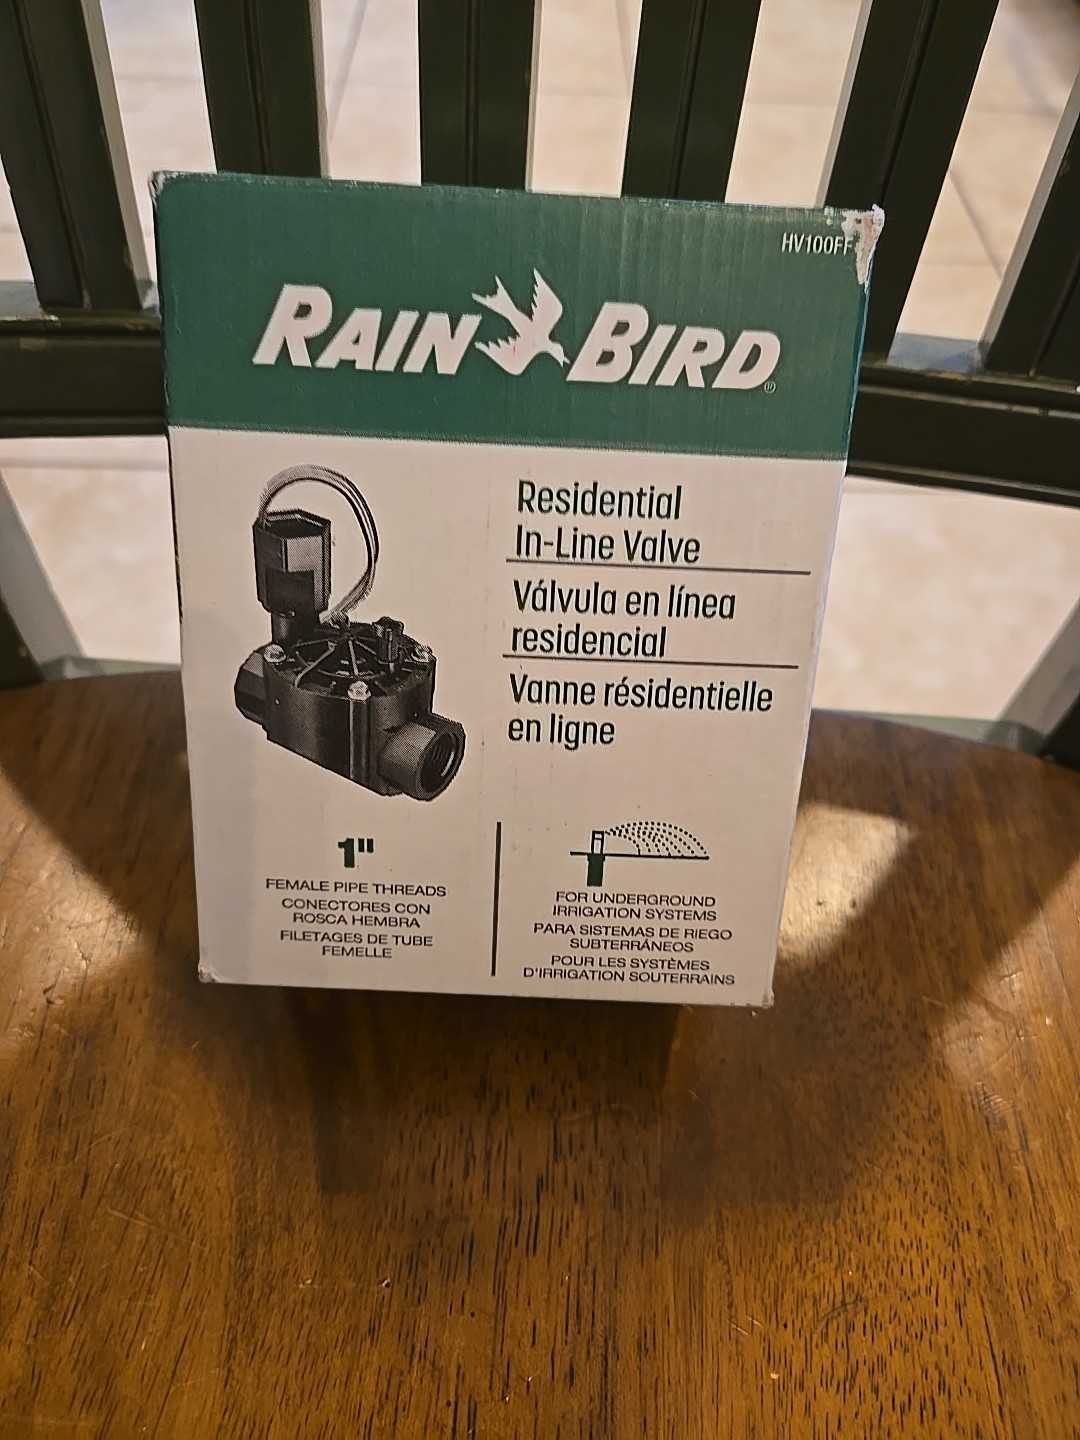 HV100FF
RAIN BIRD®
Residential
In-Line Valve
Válvula en línea
residencial
Vanne résidentielle
en ligne
1"
FEMALE PIPE THREADS
CONECTORES CON
ROSCA HEMBRA
FILETAGES DE TUBE
FEMELLE
FOR UNDERGROUND
IRRIGATION SYSTEMS
PARA SISTEMAS DE RIEGO
SUBTERRÁNEOS
POUR LES SYSTÈMES
D'IRRIGATION SOUTERRAINS